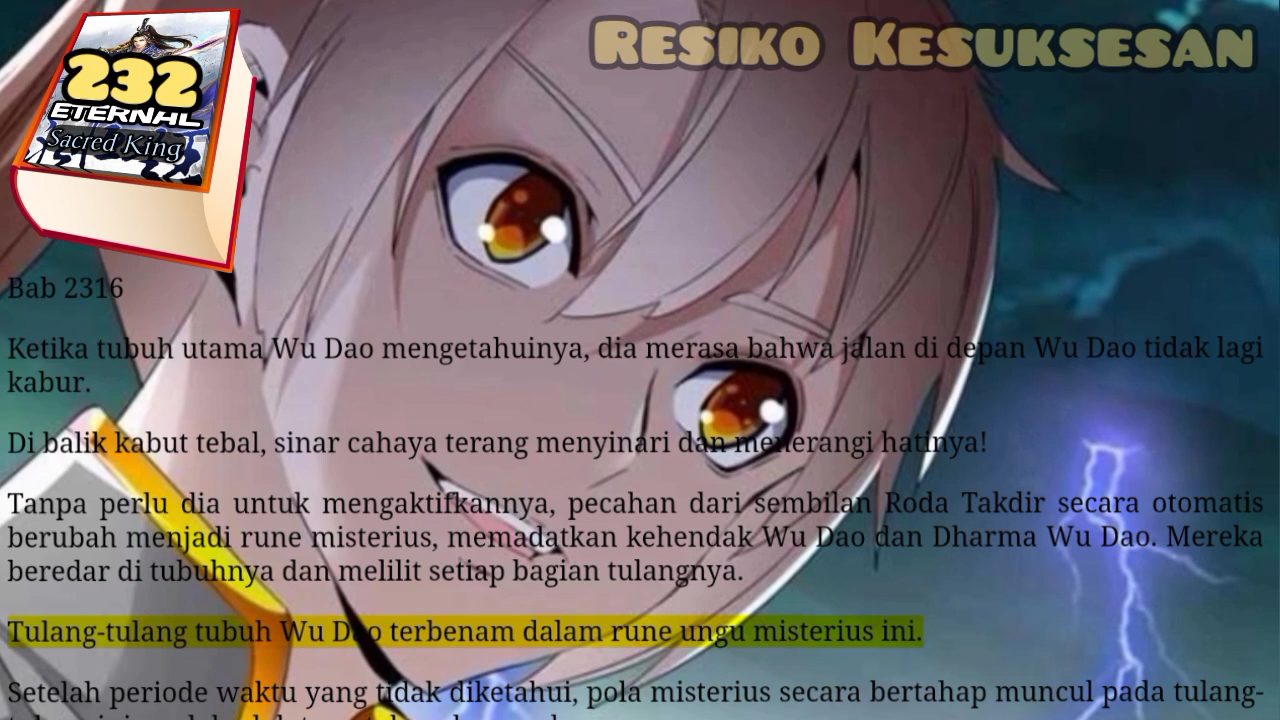 Resiko Kesuksesan
232
ETERNAL
Sacred King
Bab 2316
Ketika tubuh utama Wu Dao mengetahuinya, dia merasa bahwa jalan di depan Wu Dao tidak lagi
kabur.
Di balik kabut tebal, sinar cahaya terang menyinari dan menerangi hatinya!
Tanpa perlu dia untuk mengaktifkannya, pecahan dari sembilan Roda Takdir secara otomatis
berubah menjadi rune misterius, memadatkan kehendak Wu Dao dan Dharma Wu Dao. Mereka
beredar di tubuhnya dan melilit setiap bagian tulangnya.
Tulang-tulang tubuh Wu Dao terbenam dalam rune ungu misterius ini.
Setelah periode waktu yang tidak diketahui, pola misterius secara bertahap muncul pada tulang-